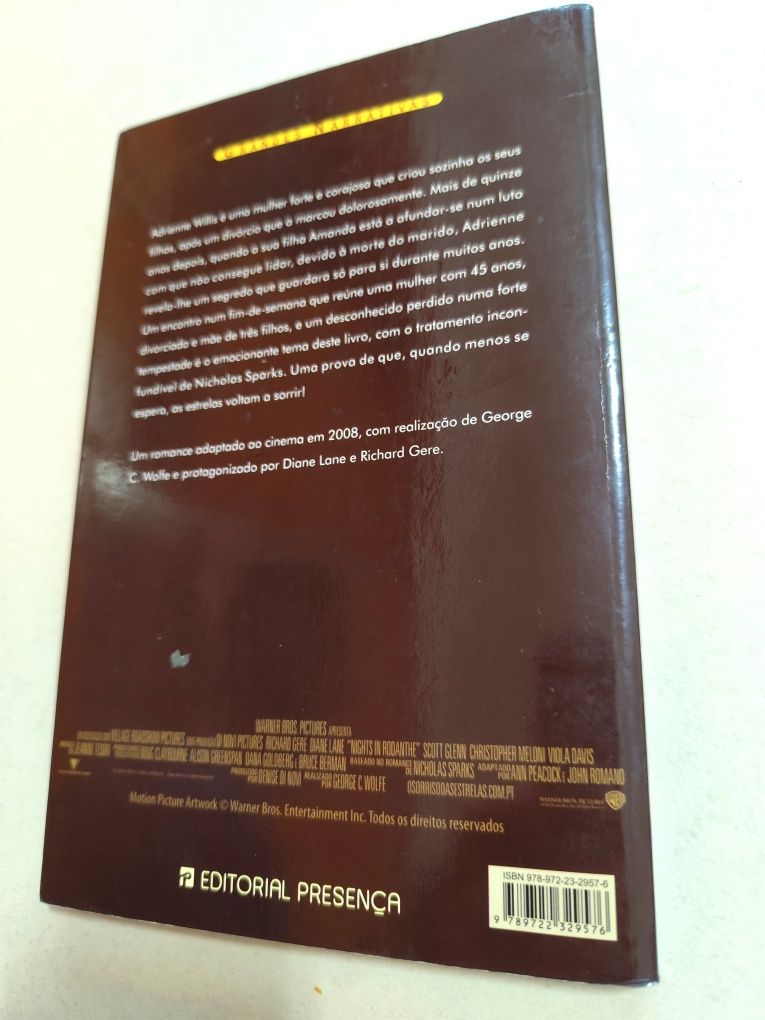 GRANDES NARRATIVAS
Adrienne Willis é uma mulher forte e corajosa que criou sozinha os seus
filhos, após um divórcio que a marcou dolorosamente. Mais de quinze
anos depois, quando a sua filha Amanda está a afundar-se num luto
com que não consegue lidar, devido à morte do marido, Adrienne
revela-lhe um segredo que guardara só para si durante muitos anos.
Um encontro num fim-de-semana que reúne uma mulher com 45 anos,
divorciada e mãe de três filhos, e um desconhecido perdido numa forte
tempestade é o emocionante tema deste livro, com o tratamento incon-
fundível de Nicholas Sparks. Uma prova de que, quando menos se
espera, as estrelas voltam a sorrir!
Um romance adaptado ao cinema em 2008, com realização de George
C. Wolfe e protagonizado por Diane Lane e Richard Gere.
WARNER BROS. PICTURES APRESENTA
VILLAGE ROADSHOW PICTURES UMA PRODUÇÃO DI NOVI PICTURES RICHARD GERE DIANE LANE "NIGHTS IN RODANTHE" SCOTT GLENN CHRISTOPHER MELONI VIOLA DAVIS
JEANNINE TESORI DOUG CLAYBOURNE ALISON GREENSPAN DANA GOLDBERG E BRUCE BERMAN BASEADO NO ROMANCE DE NICHOLAS SPARKS ADAPTADO POR ANN PEACOCK E JOHN ROMANO
PRODUZIDO POR DENISE DI NOVI REALIZADO POR GEORGE C. WOLFE OSORRISODASESTRELAS.COM.PT
WARNER BROS. PICTURES
Motion Picture Artwork © Warner Bros. Entertainment Inc. Todos os direitos reservados
EDITORIAL PRESENÇA
ISBN 978-972-23-2957-6
9 789722 329576